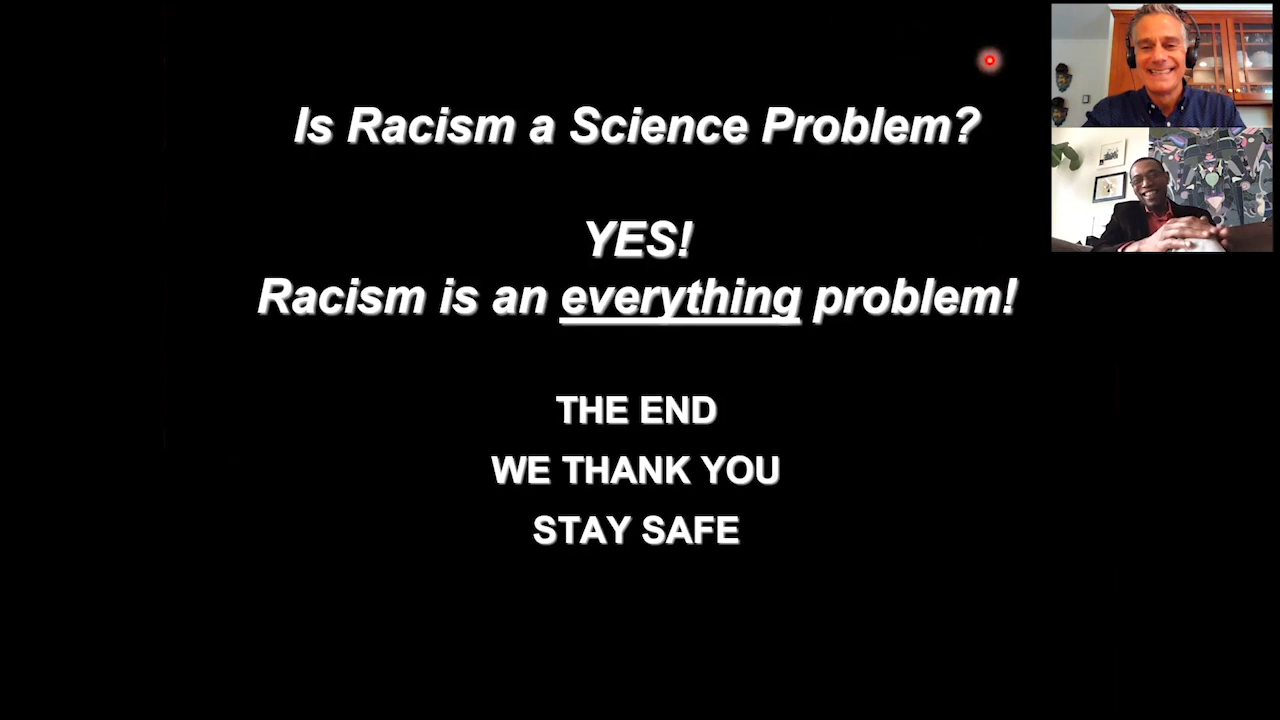 Is Racism a Science Problem?
YES!
Racism is an everything problem!
THE END
WE THANK YOU
STAY SAFE